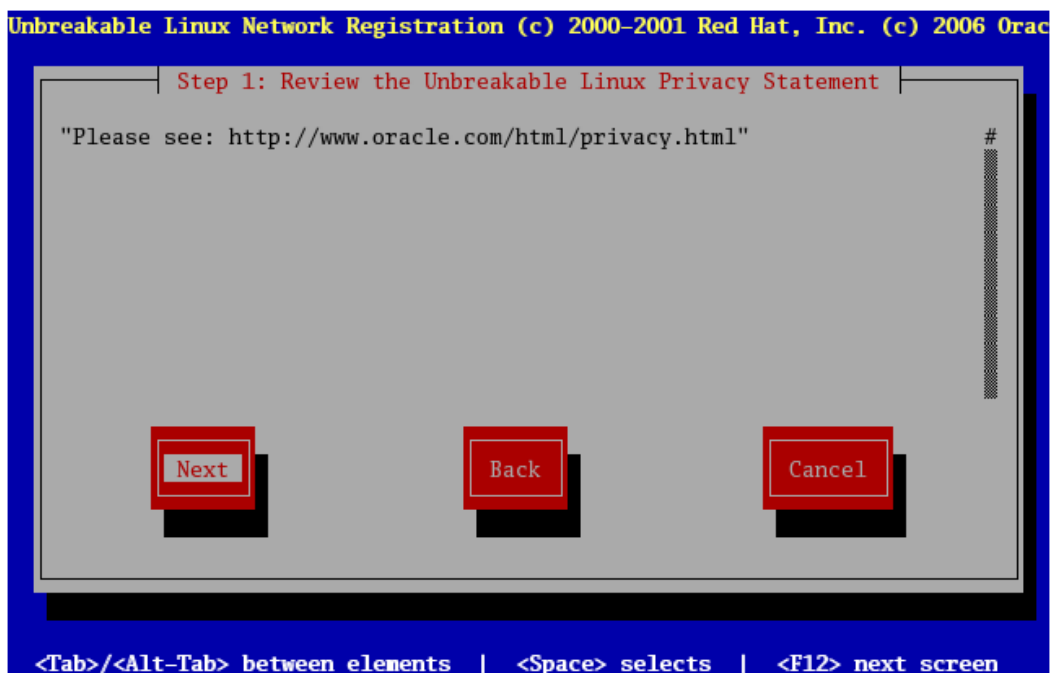 Unbreakable Linux Network Registration (c) 2000-2001 Red Hat, Inc. (c) 2006 Orac
Step 1: Review the Unbreakable Linux Privacy Statement
"Please see: http://www.oracle.com/html/privacy.html" #
Next Back Cancel
<Tab>/<Alt-Tab> between elements | <Space> selects | <F12> next screen